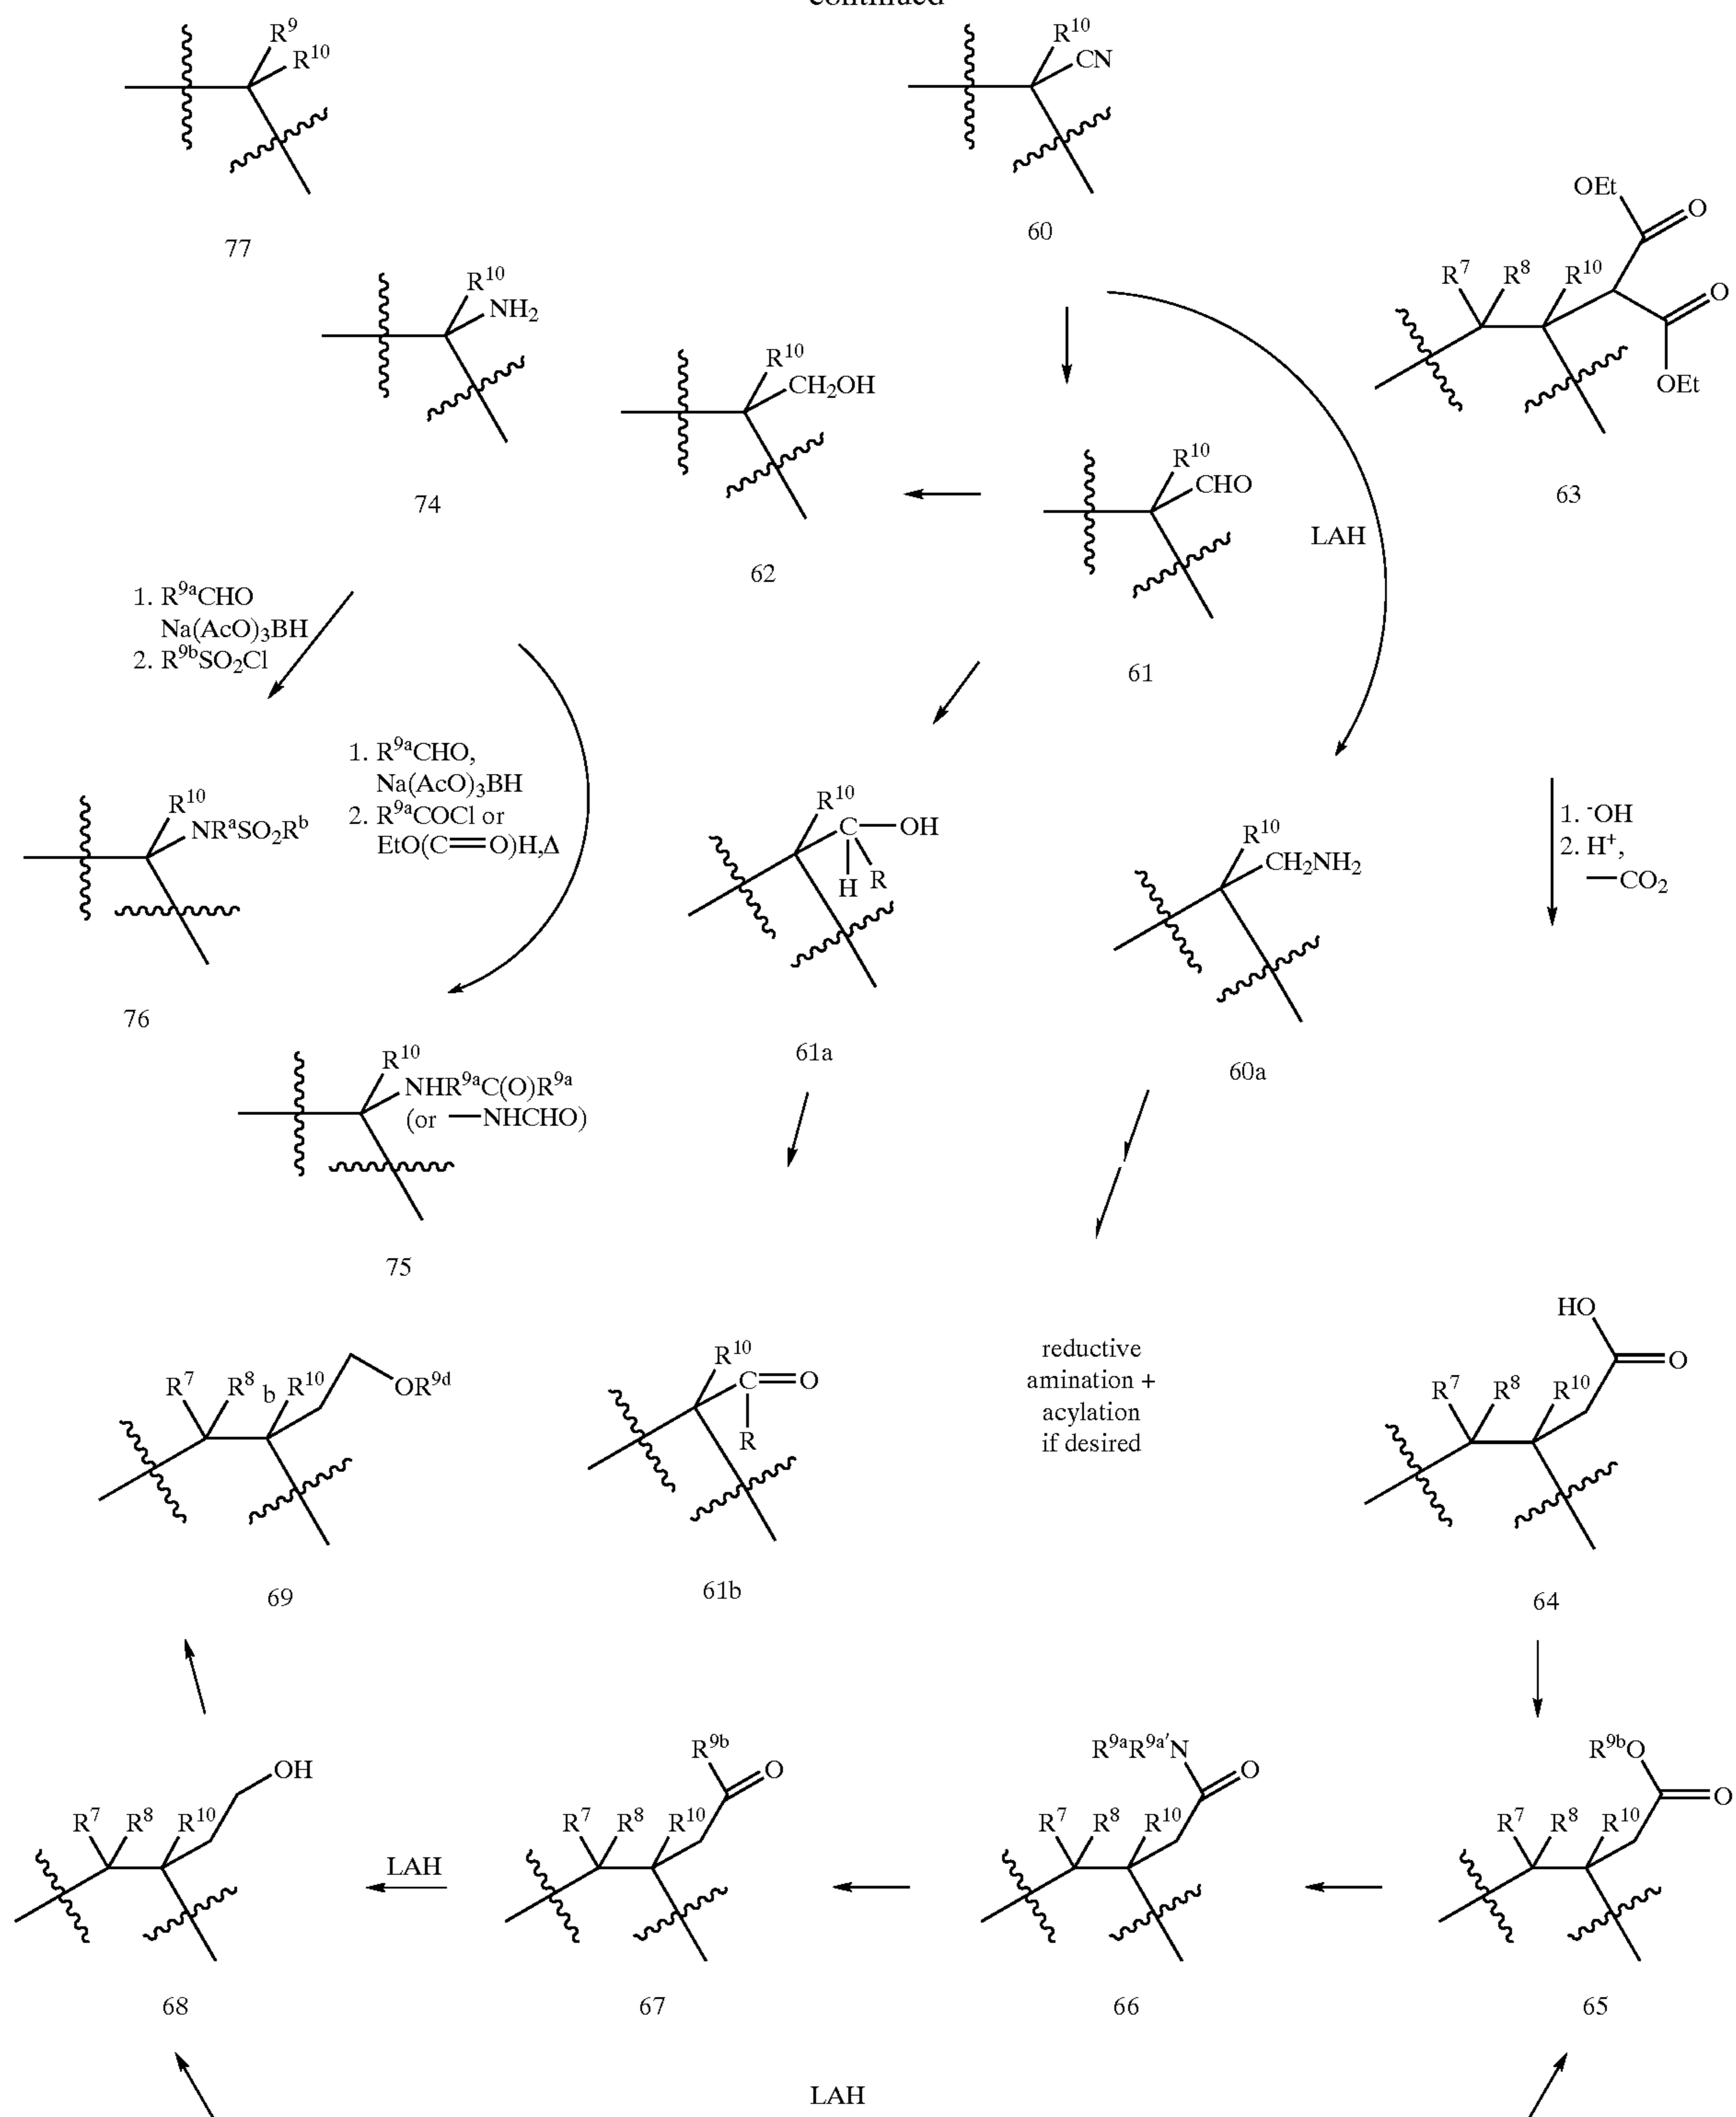 continued
R⁹
R¹⁰
77
R¹⁰
CN
60
OEt
O
R⁷ R⁸ R¹⁰
O
OEt
63
R¹⁰
NH₂
74
R¹⁰
CH₂OH
62
R¹⁰
CHO
61
LAH
1. R⁹ᵃCHO
Na(AcO)₃BH
2. R⁹ᵇSO₂Cl
1. R⁹ᵃCHO,
Na(AcO)₃BH
2. R⁹ᵃCOCl or
EtO(C=O)H,Δ
R¹⁰
NRᵃSO₂Rᵇ
76
R¹⁰
C—OH
H R
61a
R¹⁰
CH₂NH₂
60a
1. ⁻OH
2. H⁺,
—CO₂
R¹⁰
NHR⁹ᵃC(O)R⁹ᵃ
(or —NHCHO)
75
R⁷ R⁸ b R¹⁰
OR⁹ᵈ
69
R¹⁰
C=O
R
61b
reductive
amination +
acylation
if desired
HO
O
R⁷ R⁸ R¹⁰
64
OH
R⁷ R⁸ R¹⁰
68
LAH
R⁹ᵇ
O
R⁷ R⁸ R¹⁰
67
R⁹ᵃR⁹ᵃ'N
O
R⁷ R⁸ R¹⁰
66
R⁹ᵇO
O
R⁷ R⁸ R¹⁰
65
LAH